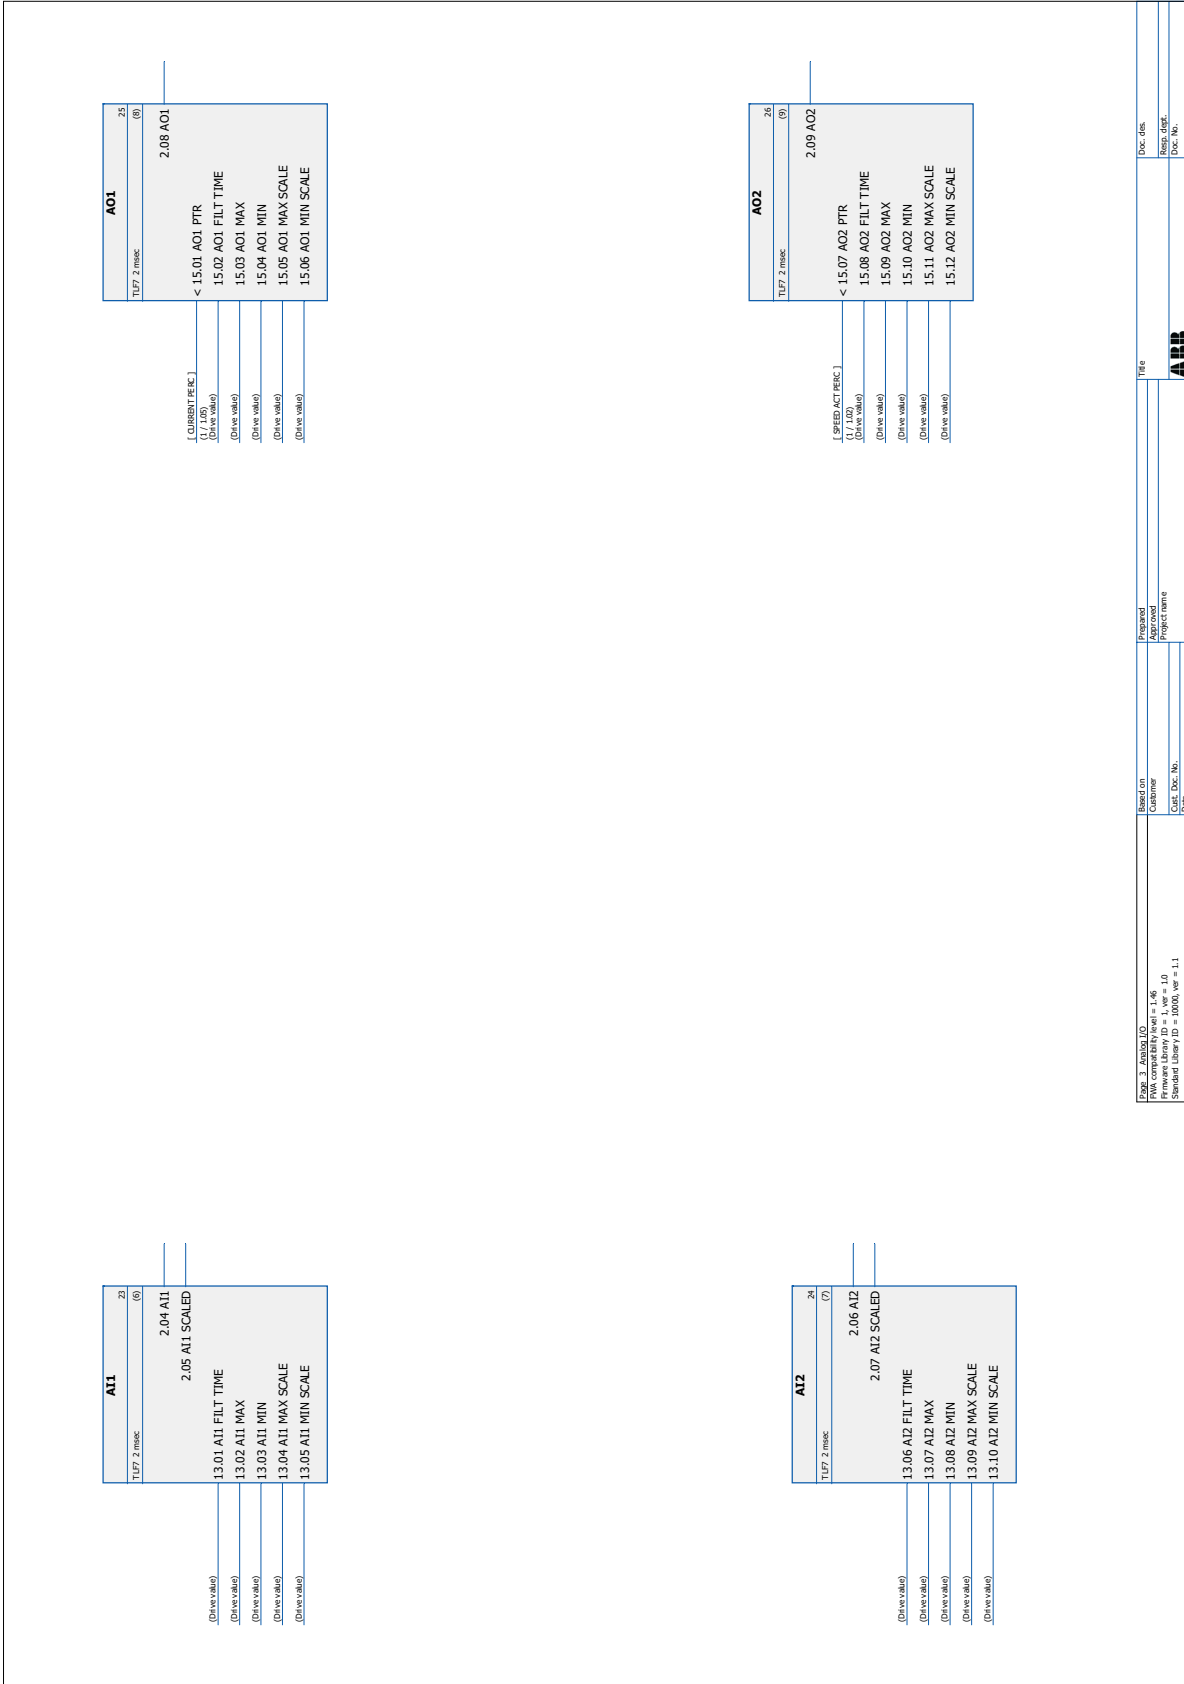 AI1
23
TLF7 2 msec
(6)
2.04 AI1
2.05 AI1 SCALED
(Drive value)
13.01 AI1 FILT TIME
(Drive value)
13.02 AI1 MAX
(Drive value)
13.03 AI1 MIN
(Drive value)
13.04 AI1 MAX SCALE
(Drive value)
13.05 AI1 MIN SCALE
AO1
25
TLF7 2 msec
(8)
2.08 AO1
[ CURRENT PERC ]
(1 / 1.05)
< 15.01 AO1 PTR
(Drive value)
15.02 AO1 FILT TIME
(Drive value)
15.03 AO1 MAX
(Drive value)
15.04 AO1 MIN
(Drive value)
15.05 AO1 MAX SCALE
(Drive value)
15.06 AO1 MIN SCALE
AI2
24
TLF7 2 msec
(7)
2.06 AI2
2.07 AI2 SCALED
(Drive value)
13.06 AI2 FILT TIME
(Drive value)
13.07 AI2 MAX
(Drive value)
13.08 AI2 MIN
(Drive value)
13.09 AI2 MAX SCALE
(Drive value)
13.10 AI2 MIN SCALE
AO2
26
TLF7 2 msec
(9)
2.09 AO2
[ SPEED ACT PERC ]
(1 / 1.02)
< 15.07 AO2 PTR
(Drive value)
15.08 AO2 FILT TIME
(Drive value)
15.09 AO2 MAX
(Drive value)
15.10 AO2 MIN
(Drive value)
15.11 AO2 MAX SCALE
(Drive value)
15.12 AO2 MIN SCALE
Page 3 Analog I/O
FWA compatibility level = 1.46
Firmware Library ID = 1, ver = 1.0
Standard Library ID = 10000, ver = 1.1
Based on
Customer
Cust. Doc. No.
Date
Prepared
Approved
Project name
Title
ABB
Doc. des.
Resp. dept.
Doc. No.